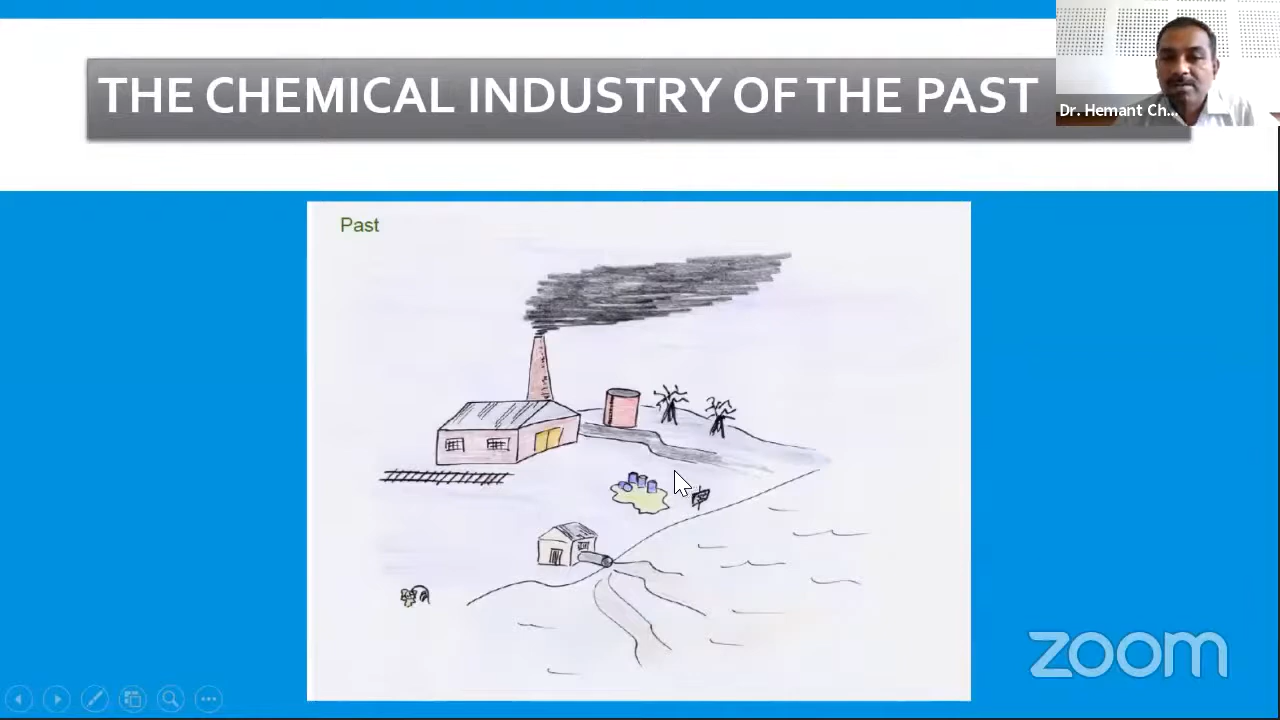 THE CHEMICAL INDUSTRY OF THE PAST
Dr. Hemant Ch...
Past
zoom